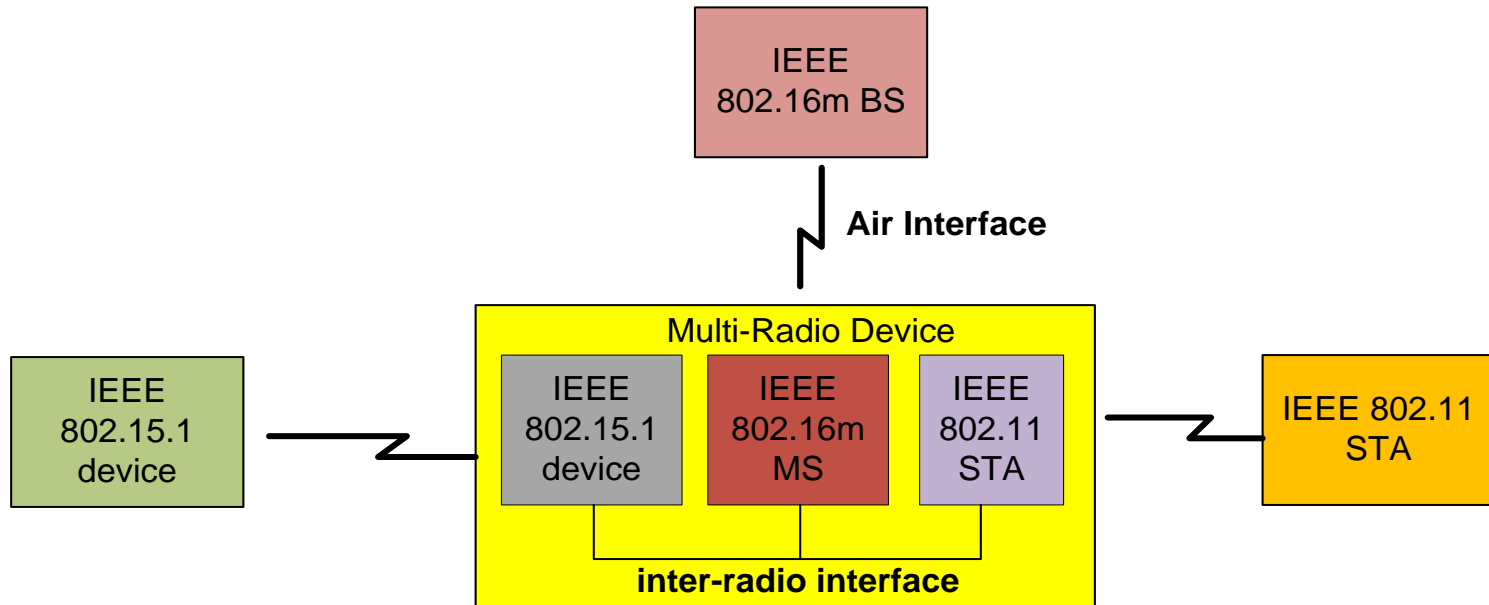 IEEE
802.16m BS
Air Interface
Multi-Radio Device
IEEE
802.15.1
device
IEEE
802.15.1
device
IEEE
802.16m
MS
IEEE
802.11
STA
IEEE 802.11
STA
inter-radio interface